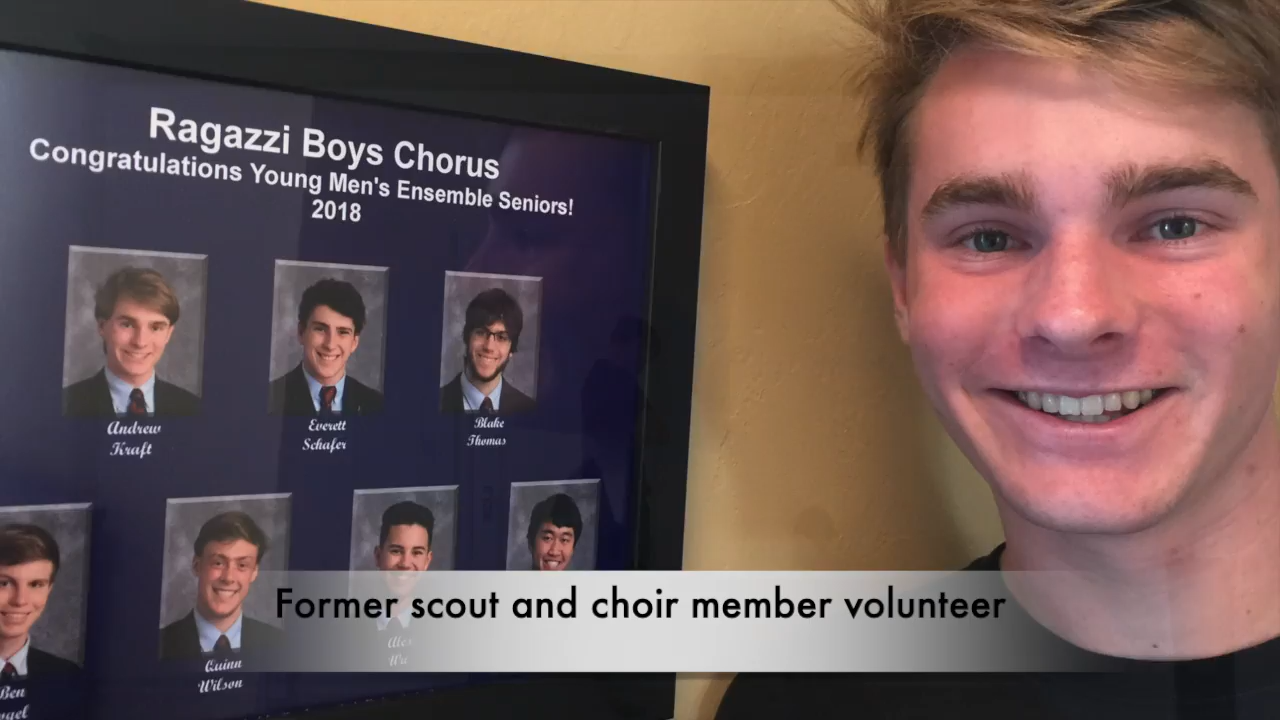 Ragazzi Boys Chorus
Congratulations Young Men's Ensemble Seniors!
2018
Andrew
Kraft
Everett
Schafer
Blake
Thomas
Ben
Quinn
Wilson
Former scout and choir member volunteer